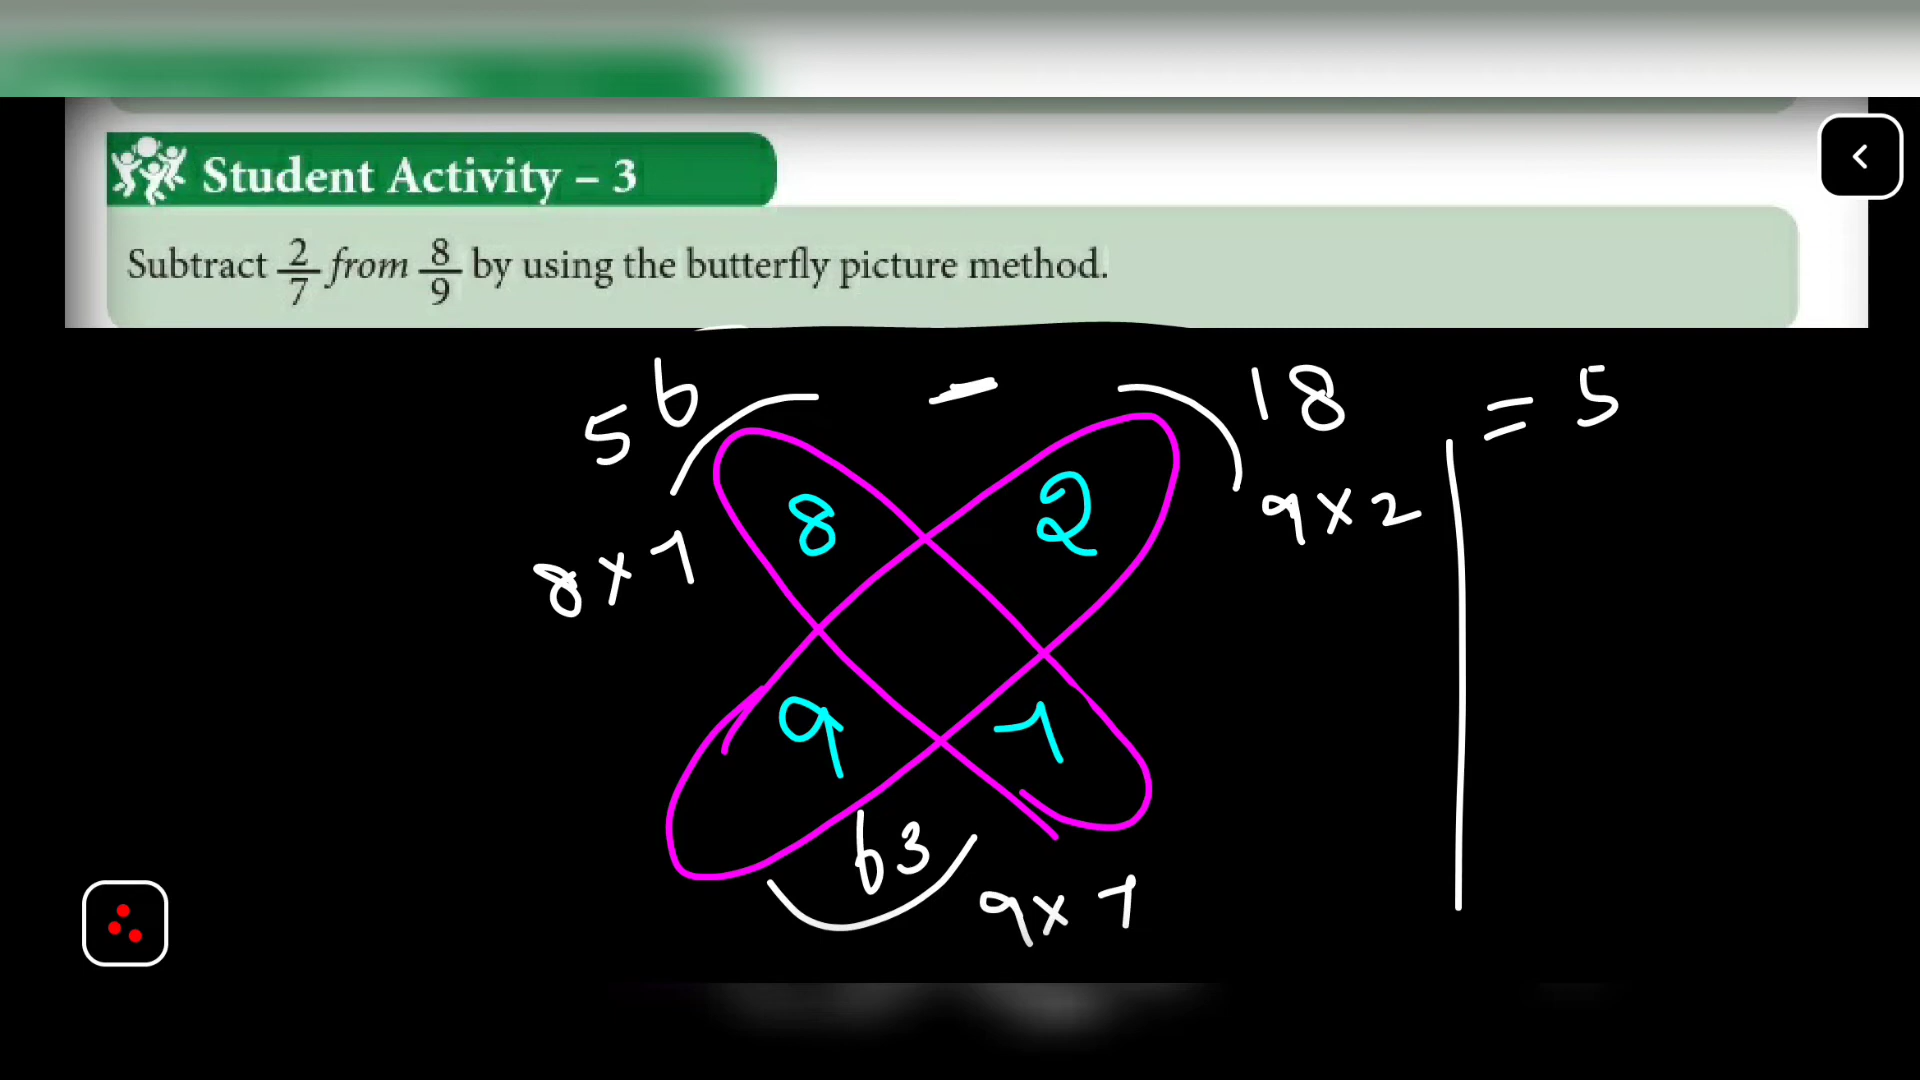 Student Activity – 3
Subtract 2/7 from 8/9 by using the butterfly picture method.
56 - 18 = 5
8 2
8 x 7 9 x 2
9 7
63
9 x 7